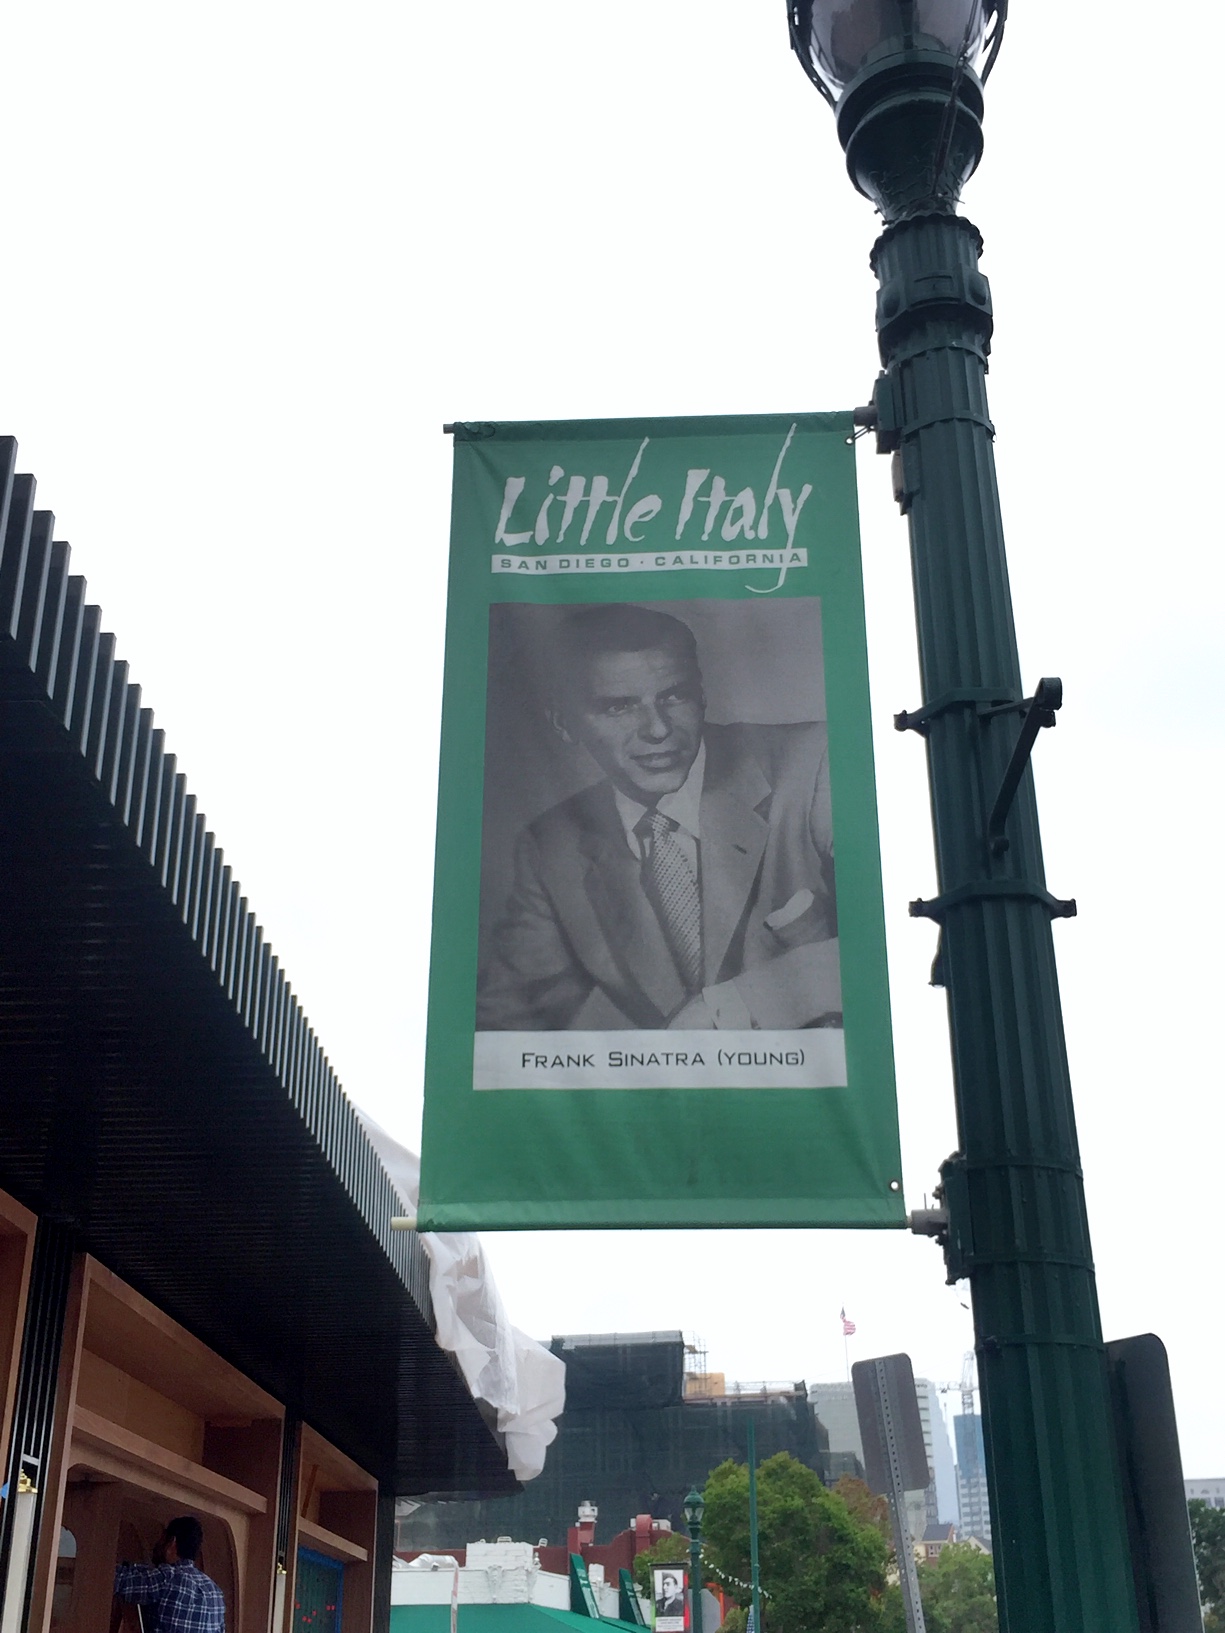 Little Italy
SAN DIEGO · CALIFORNIA
FRANK SINATRA (YOUNG)